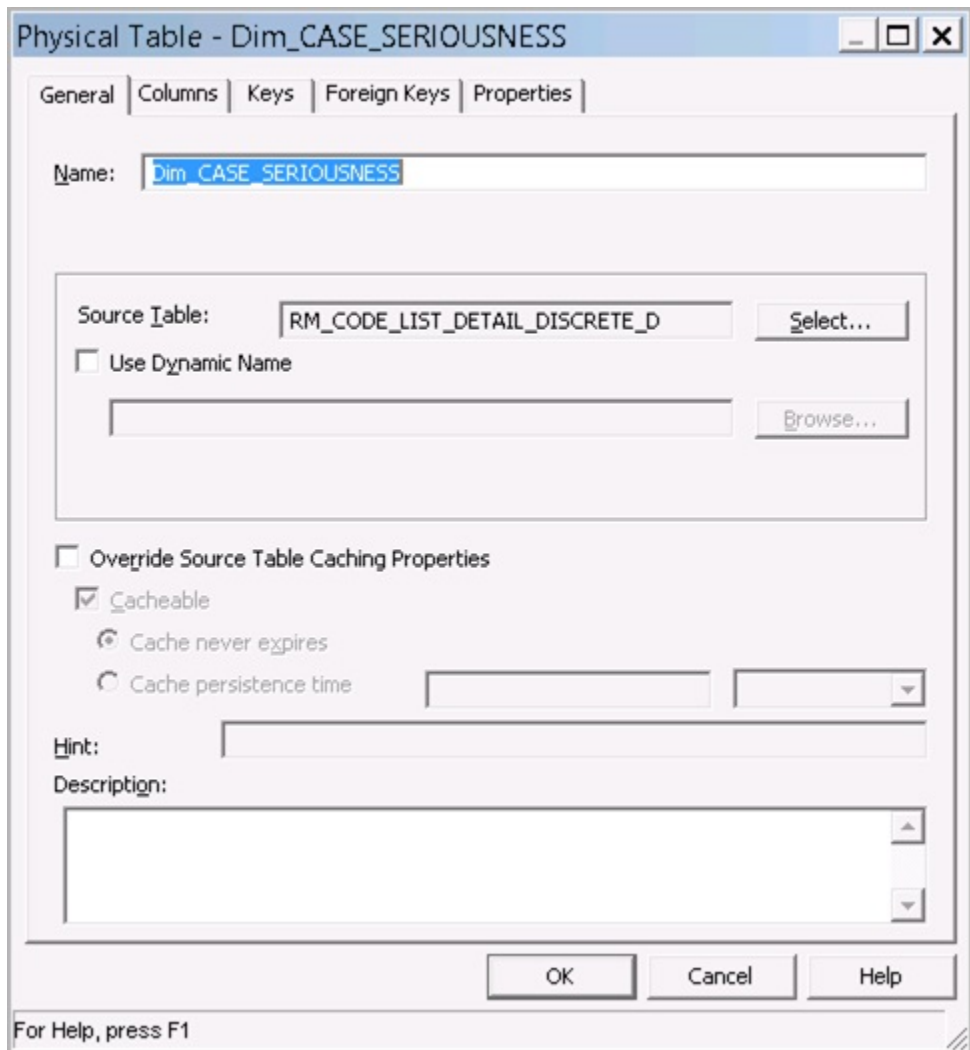 Physical Table - Dim_CASE_SERIOUSNESS
General Columns Keys Foreign Keys Properties
Name: Dim_CASE_SERIOUSNESS
Source Table: RM_CODE_LIST_DETAIL_DISCRETE_D Select...
Use Dynamic Name
Browse...
Override Source Table Caching Properties
Cacheable
Cache never expires
Cache persistence time
Hint:
Description:
OK Cancel Help
For Help, press F1